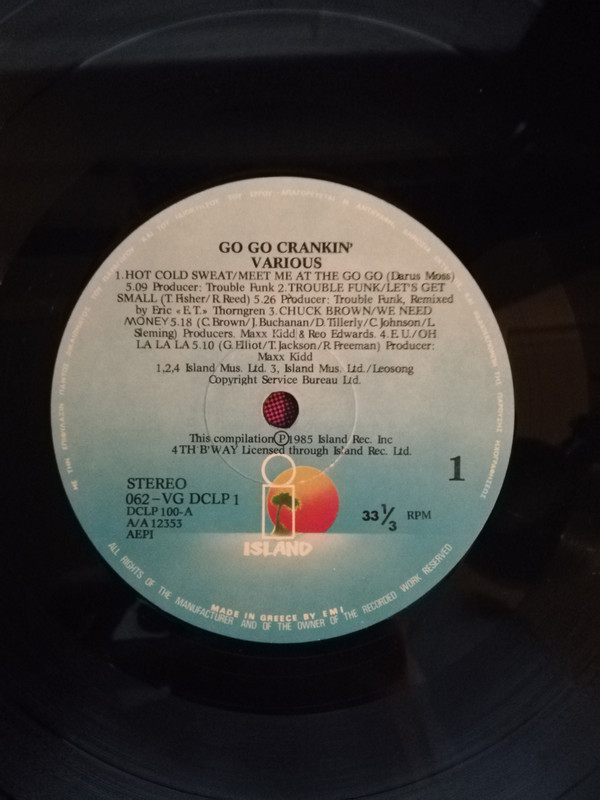 GO GO CRANKIN'
VARIOUS
1.HOT COLD SWEAT/MEET ME AT THE GO GO (Darus Moss)
5.09 Producer: Trouble Funk 2.TROUBLE FUNK/LET'S GET
SMALL (T. Fisher/R. Reed) 5.26 Producer: Trouble Funk, Remixed
by Eric «E.T.» Thorngren 3.CHUCK BROWN/WE NEED
MONEY 5.18 (C. Brown/J. Buchanan/D. Tillerly/C Johnson/L.
Sleming) Producers. Maxx Kidd & Reo Edwards. 4.E.U./OH
LA LA LA 5.10 (G. Elliot/T. Jackson/R Freeman) Producer:
Maxx Kidd
1,2,4 Island Mus. Ltd. 3, Island Mus. Ltd./Leosong
Copyright Service Bureau Ltd.
This compilation Ⓟ 1985 Island Rec. Inc
4TH B'WAY Licensed through Island Rec. Ltd.
1
STEREO
062-VG DCLP 1
DCLP 100-A
A/A 12353
AEPI
33 1/3 RPM
ISLAND
MADE IN GREECE BY EMI
ALL RIGHTS OF THE MANUFACTURER AND OF THE OWNER OF THE RECORDED WORK RESERVED